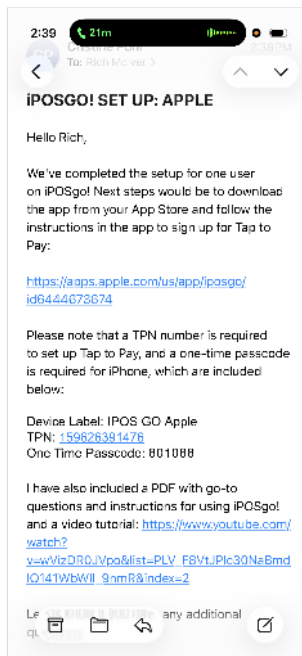 2:39
21m
2:38 PM
To: Rich McIver >
iPOSGO! SET UP: APPLE
Hello Rich,
We've completed the setup for one user
on iPOSgo! Next steps would be to download
the app from your App Store and follow the
instructions in the app to sign up for Tap to
Pay:
https://apps.apple.com/us/app/iposgo/
id6444673674
Please note that a TPN number is required
to set up Tap to Pay, and a one-time passcode
is required for iPhone, which are included
below:
Device Label: IPOS GO Apple
TPN: 159626391476
One Time Passcode: 801088
I have also included a PDF with go-to
questions and instructions for using iPOSgo!
and a video tutorial: https://www.youtube.com/
watch?
v=wVizDR0JVpo&list=PLV_F8VtJPlc30NaBmd
IO141WbWIl_9nmR&index=2
any additional